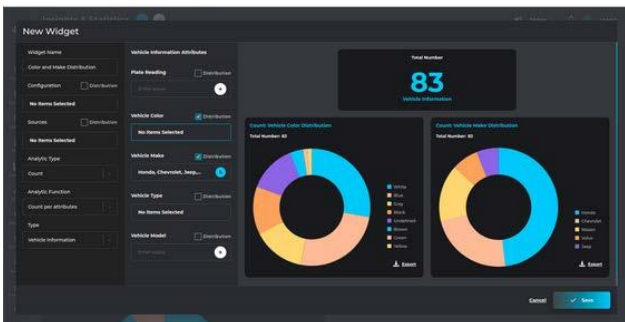 Insights & Statistics
New Widget
Widget Name
Color and Make Distribution
Configuration
Distribution
No Items Selected
Sources
Distribution
No Items Selected
Analytic Type
Count
Analytic Function
Count per attributes
Type
Vehicle Information
Vehicle Information Attributes
Plate Reading
Distribution
Vehicle Color
Distribution
No Items Selected
Vehicle Make
Distribution
Honda, Chevrolet, Jeep,...
Vehicle Type
Distribution
No Items Selected
Vehicle Model
Distribution
Total Number
83
Vehicle Information
Count: Vehicle Color Distribution
Total Number: 83
White
Blue
Gray
Black
Undefined
Brown
Green
Yellow
Export
Count: Vehicle Make Distribution
Total Number: 83
Honda
Chevrolet
Nissan
Volvo
Jeep
Export
Cancel
Save